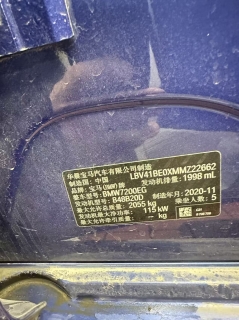 华晨宝马汽车有限公司制造
制造国：中国 LBV41BE0XMMZ22662
品牌：宝马(BMW)牌 发动机排量：1998 mL
整车型号：BMW7200EG
发动机型号：B48B20D 制造年月：2020-11
最大允许总质量：2055 kg 乘坐人数：5
发动机最大净功率：115 kW